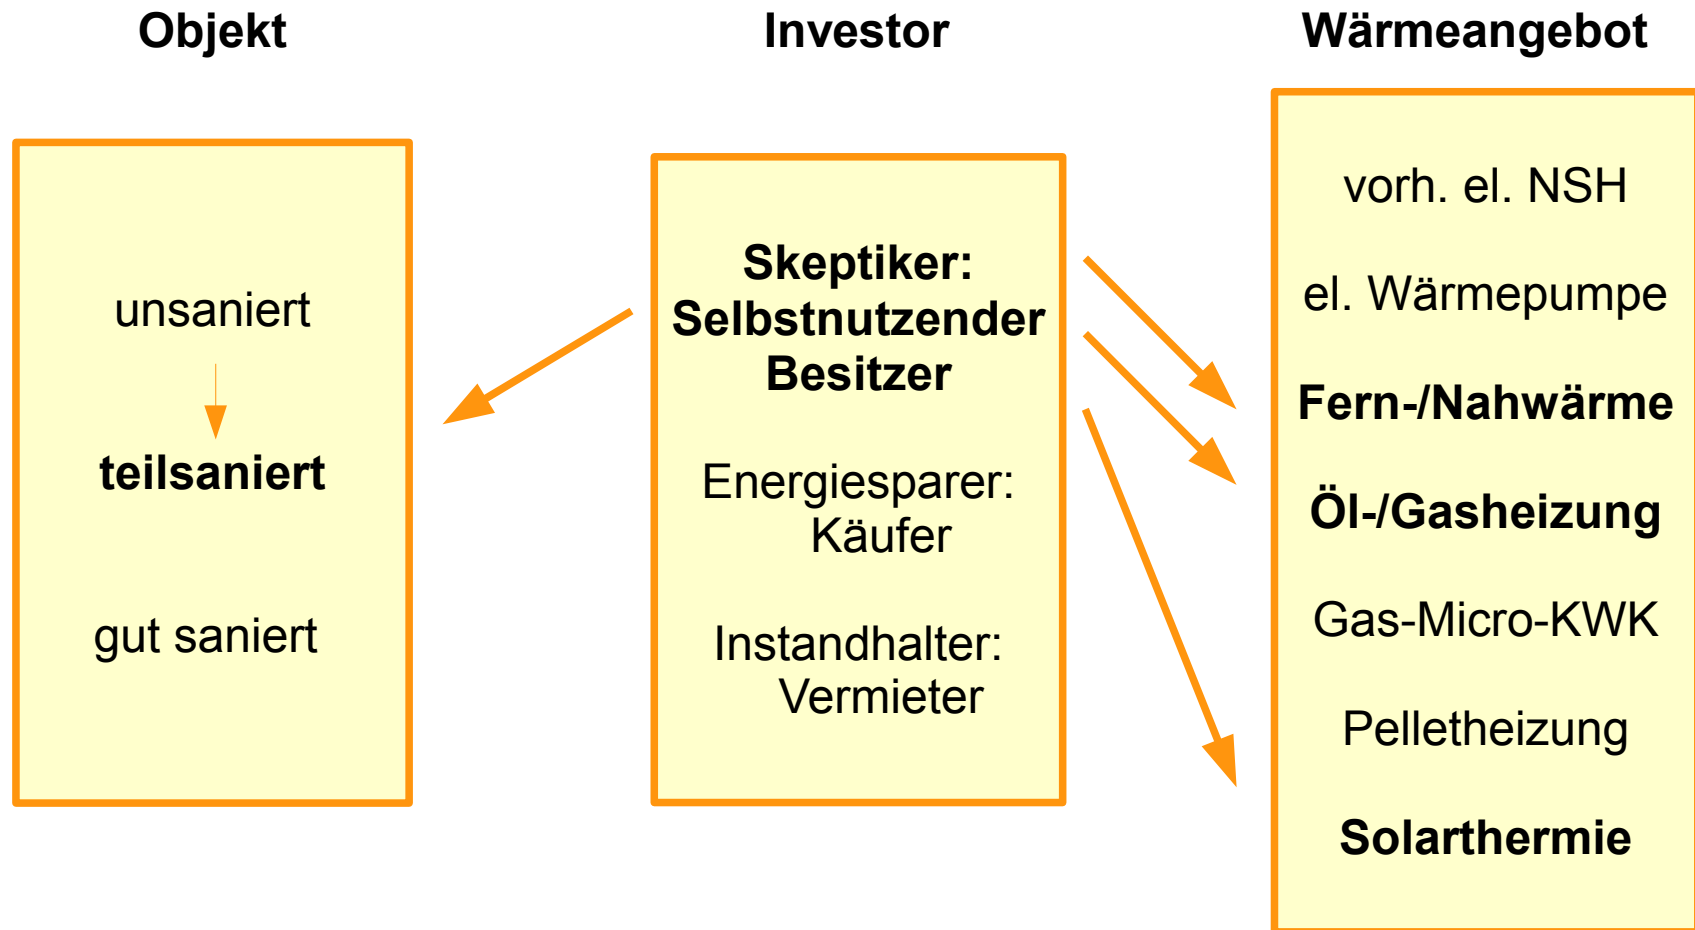 Objekt
unsaniert
teilsaniert
gut saniert
Investor
Skeptiker:
Selbstnutzender
Besitzer
Energiesparer:
Käufer
Instandhalter:
Vermieter
Wärmeangebot
vorh. el. NSH
el. Wärmepumpe
Fern-/Nahwärme
Öl-/Gasheizung
Gas-Micro-KWK
Pelletheizung
Solarthermie